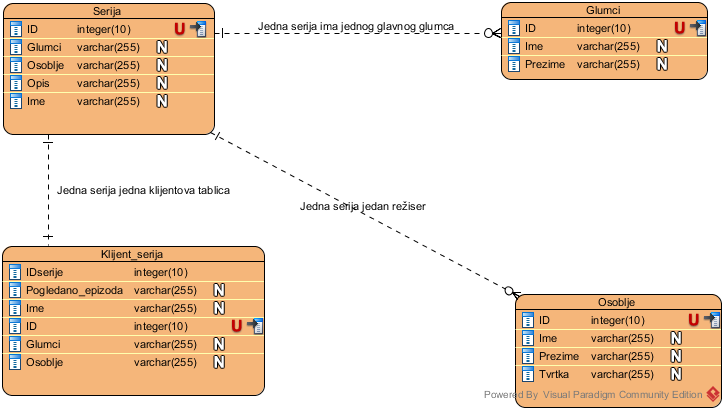 Serija
ID integer(10) U
Glumci varchar(255) N
Osoblje varchar(255) N
Opis varchar(255) N
Ime varchar(255) N
Jedna serija ima jednog glavnog glumca
Glumci
ID integer(10) U
Ime varchar(255) N
Prezime varchar(255) N
Jedna serija jedna klijentova tablica
Jedna serija jedan režiser
Klijent_serija
IDserije integer(10)
Pogledano_epizoda varchar(255) N
Ime varchar(255) N
ID integer(10) U
Glumci varchar(255) N
Osoblje varchar(255) N
Osoblje
ID integer(10) U
Ime varchar(255) N
Prezime varchar(255) N
Tvrtka varchar(255) N
Powered By Visual Paradigm Community Edition